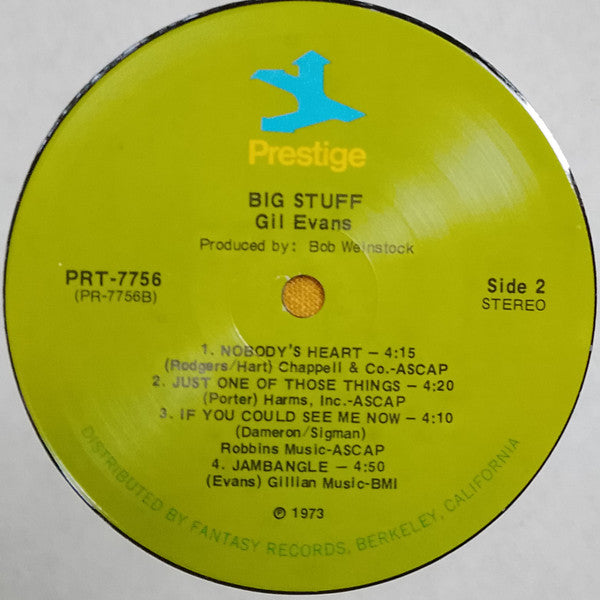 Prestige
BIG STUFF
Gil Evans
Produced by: Bob Weinstock
PRT-7756
(PR-7756B)
Side 2
STEREO
1. NOBODY'S HEART – 4:15
(Rodgers/Hart) Chappell & Co.-ASCAP
2. JUST ONE OF THOSE THINGS – 4:20
(Porter) Harms, Inc.-ASCAP
3. IF YOU COULD SEE ME NOW – 4:10
(Dameron/Sigman)
Robbins Music-ASCAP
4. JAMBANGLE – 4:50
(Evans) Gillian Music-BMI
℗ 1973
DISTRIBUTED BY FANTASY RECORDS, BERKELEY, CALIFORNIA